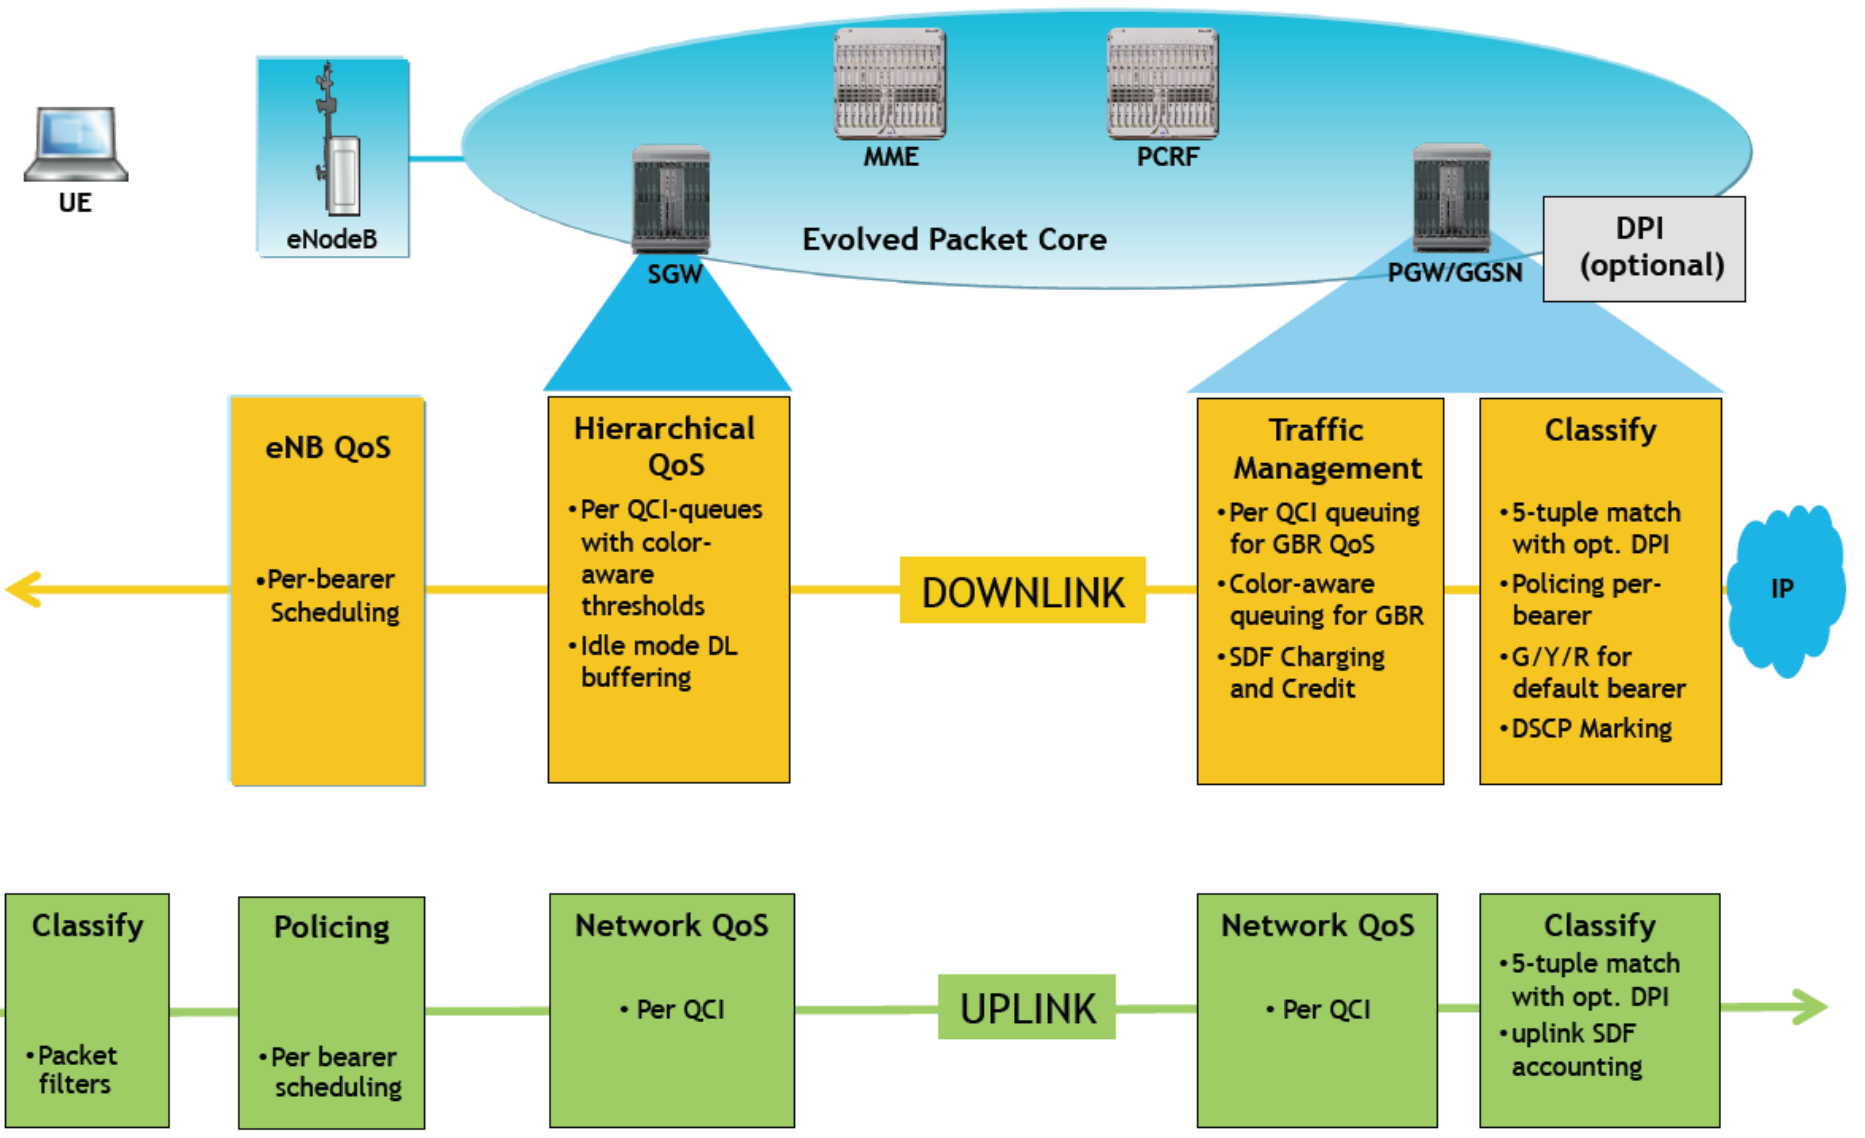 MME
PCRF
UE
eNodeB
SGW
Evolved Packet Core
PGW/GGSN
DPI
(optional)
eNB QoS
•Per-bearer
Scheduling
Hierarchical
QoS
•Per QCI-queues
with color-
aware
thresholds
•Idle mode DL
buffering
DOWNLINK
Traffic
Management
•Per QCI queuing
for GBR QoS
•Color-aware
queuing for GBR
•SDF Charging
and Credit
Classify
•5-tuple match
with opt. DPI
•Policing per-
bearer
•G/Y/R for
default bearer
•DSCP Marking
IP
Classify
•Packet
filters
Policing
•Per bearer
scheduling
Network QoS
• Per QCI
UPLINK
Network QoS
• Per QCI
Classify
•5-tuple match
with opt. DPI
•uplink SDF
accounting